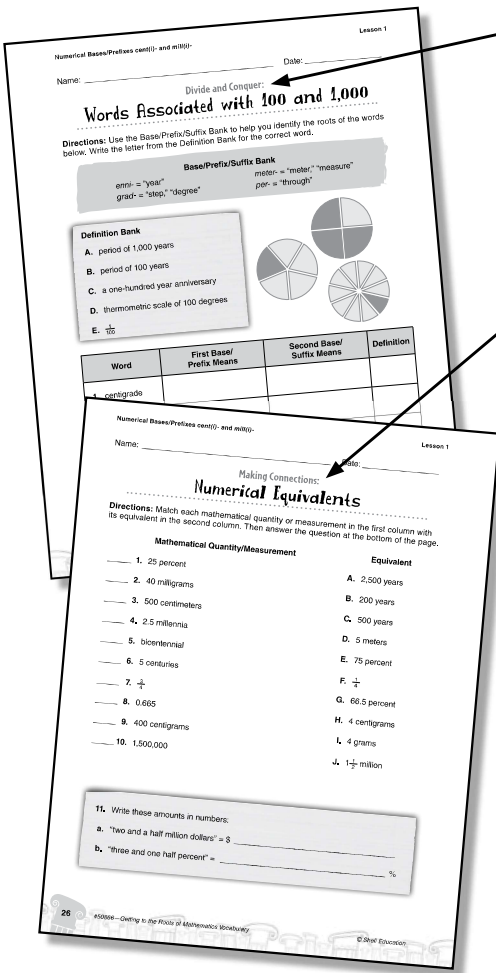 Numerical Bases/Prefixes cent(i)- and mill(i)-
Lesson 1
Name:
Date:
Divide and Conquer:
Words Associated with 100 and 1,000
Directions: Use the Base/Prefix/Suffix Bank to help you identify the roots of the words
below. Write the letter from the Definition Bank for the correct word.
Base/Prefix/Suffix Bank
enni- = "year"
meter- = "meter," "measure"
grad- = "step," "degree"
per- = "through"
Definition Bank
A. period of 1,000 years
B. period of 100 years
C. a one-hundred year anniversary
D. thermometric scale of 100 degrees
E. 1/100
Word
First Base/
Prefix Means
Second Base/
Suffix Means
Definition
1. centigrade
Numerical Bases/Prefixes cent(i)- and mill(i)-
Lesson 1
Name:
Date:
Making Connections:
Numerical Equivalents
Directions: Match each mathematical quantity or measurement in the first column with
its equivalent in the second column. Then answer the question at the bottom of the page.
Mathematical Quantity/Measurement
Equivalent
1. 25 percent
A. 2,500 years
2. 40 milligrams
B. 200 years
3. 500 centimeters
C. 500 years
4. 2.5 millennia
D. 5 meters
5. bicentennial
E. 75 percent
6. 5 centuries
F. 1/4
7. 3/4
G. 66.5 percent
8. 0.665
H. 4 centigrams
9. 400 centigrams
I. 4 grams
10. 1,500,000
J. 1 1/2 million
11. Write these amounts in numbers:
a. "two and a half million dollars" = $
b. "three and one half percent" = %
26
#50866—Getting to the Roots of Mathematics Vocabulary
© Shell Education